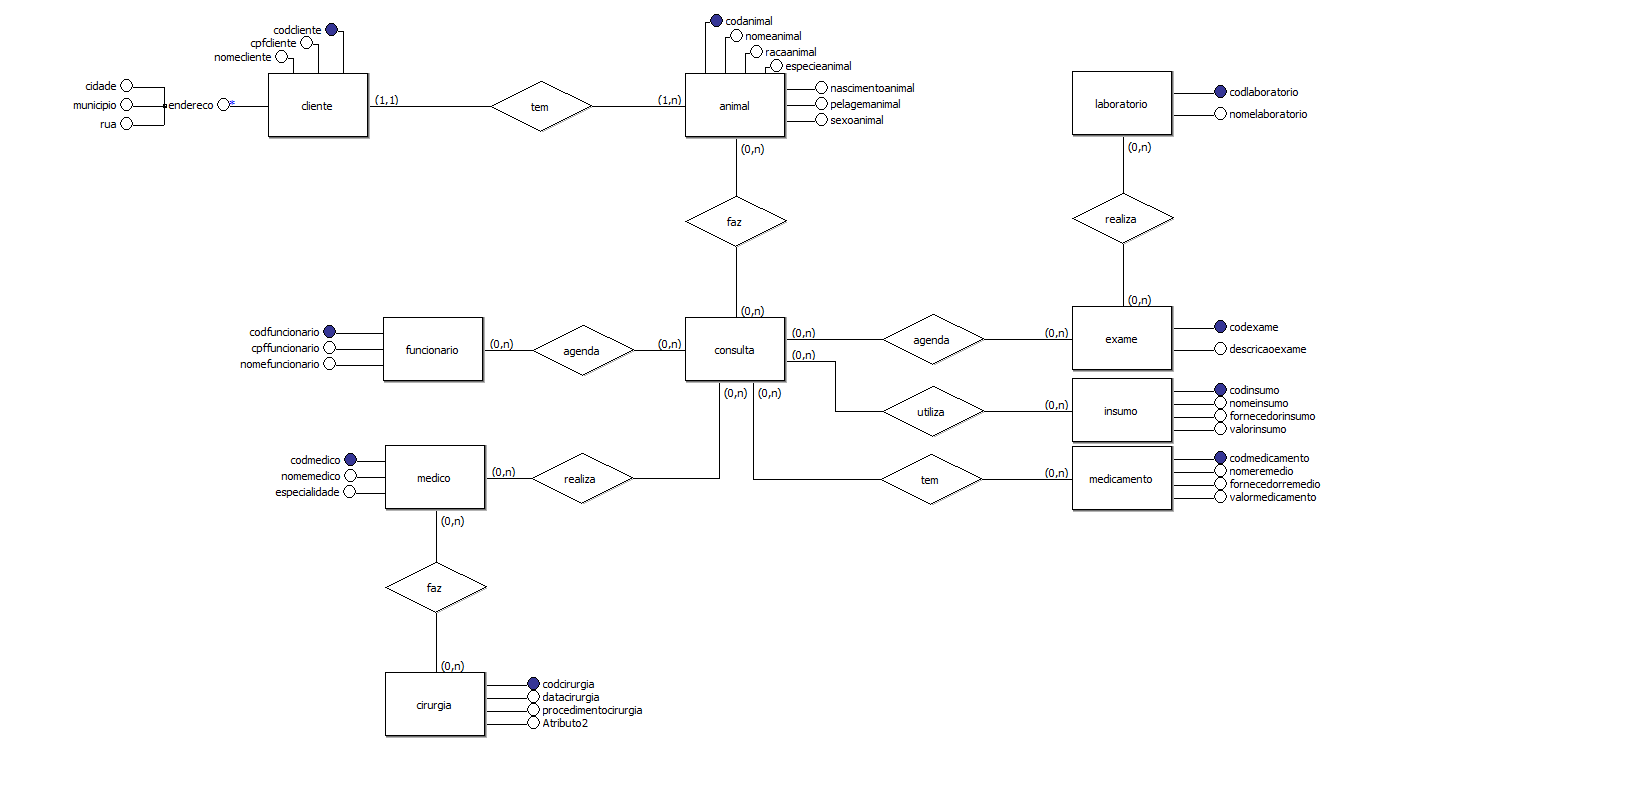 codcliente
cpfcliente
nomecliente
cidade
municipio
rua
endereco *
cliente
(1,1)
tem
(1,n)
codanimal
nomeanimal
racaanimal
especieanimal
animal
nascimentoanimal
pelagemanimal
sexoanimal
(0,n)
faz
(0,n)
laboratorio
codlaboratorio
nomelaboratorio
(0,n)
realiza
(0,n)
codfuncionario
cpffuncionario
nomefuncionario
funcionario
(0,n)
agenda
(0,n)
consulta
(0,n)
agenda
(0,n)
exame
codexame
descricaoexame
(0,n)
utiliza
(0,n)
insumo
codinsumo
nomeinsumo
fornecedorinsumo
valorinsumo
(0,n)
(0,n)
codmedico
nomemedico
especialidade
medico
(0,n)
realiza
tem
(0,n)
medicamento
codmedicamento
nomeremedio
fornecedorremedio
valormedicamento
(0,n)
faz
(0,n)
cirurgia
codcirurgia
datacirurgia
procedimentocirurgia
Atributo2